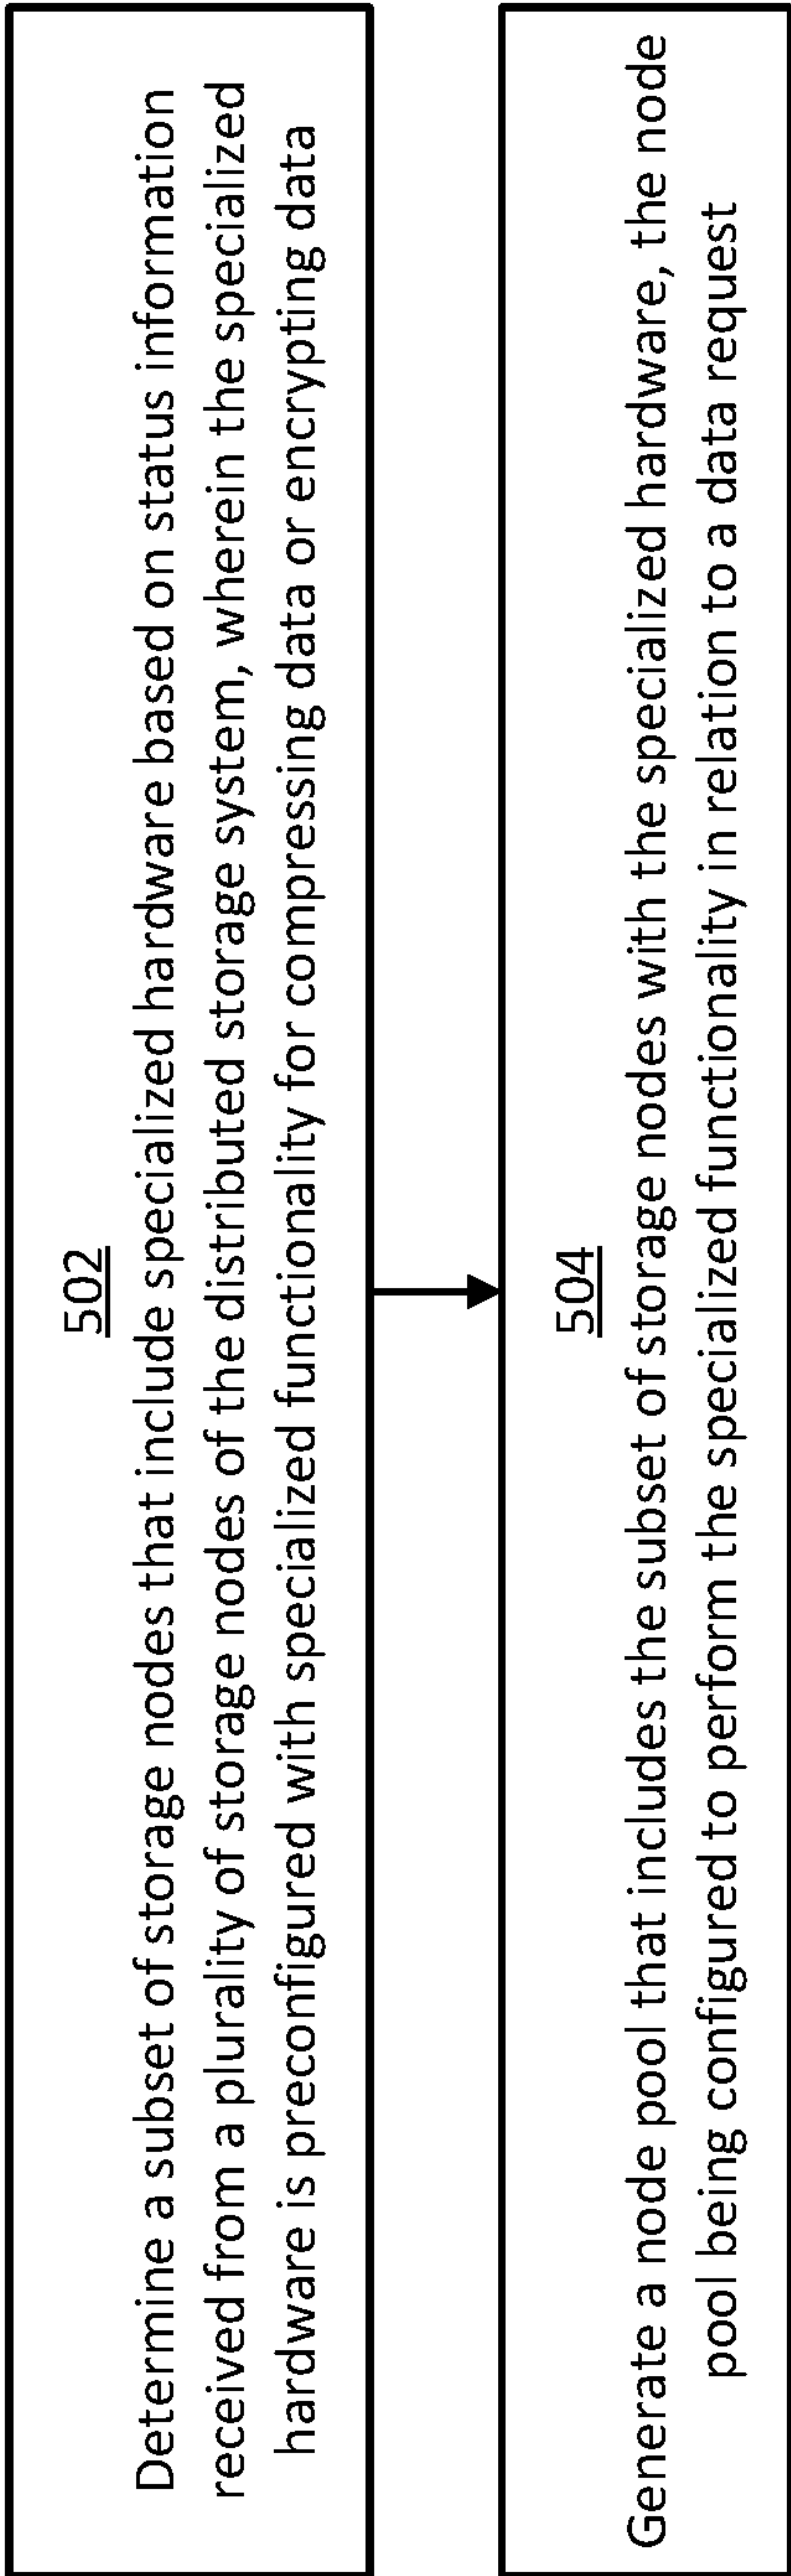 502
Determine a subset of storage nodes that include specialized hardware based on status information
received from a plurality of storage nodes of the distributed storage system, wherein the specialized
hardware is preconfigured with specialized functionality for compressing data or encrypting data
504
Generate a node pool that includes the subset of storage nodes with the specialized hardware, the node
pool being configured to perform the specialized functionality in relation to a data request